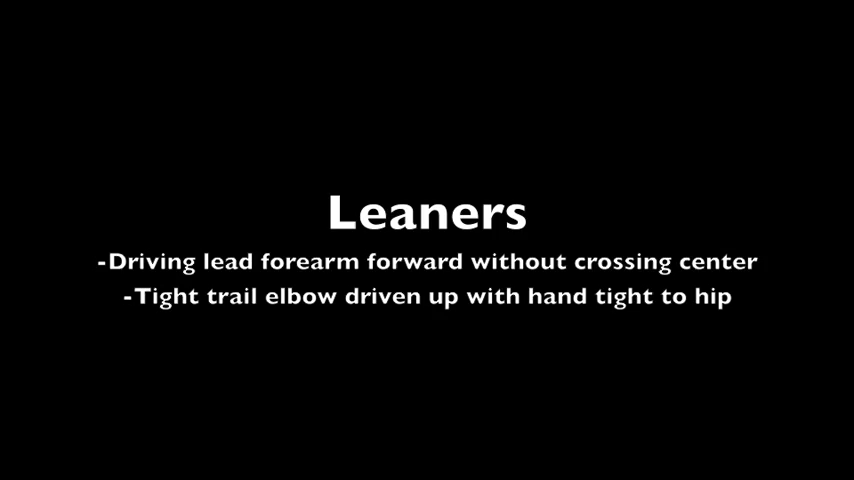 Leaners
-Driving lead forearm forward without crossing center
-Tight trail elbow driven up with hand tight to hip